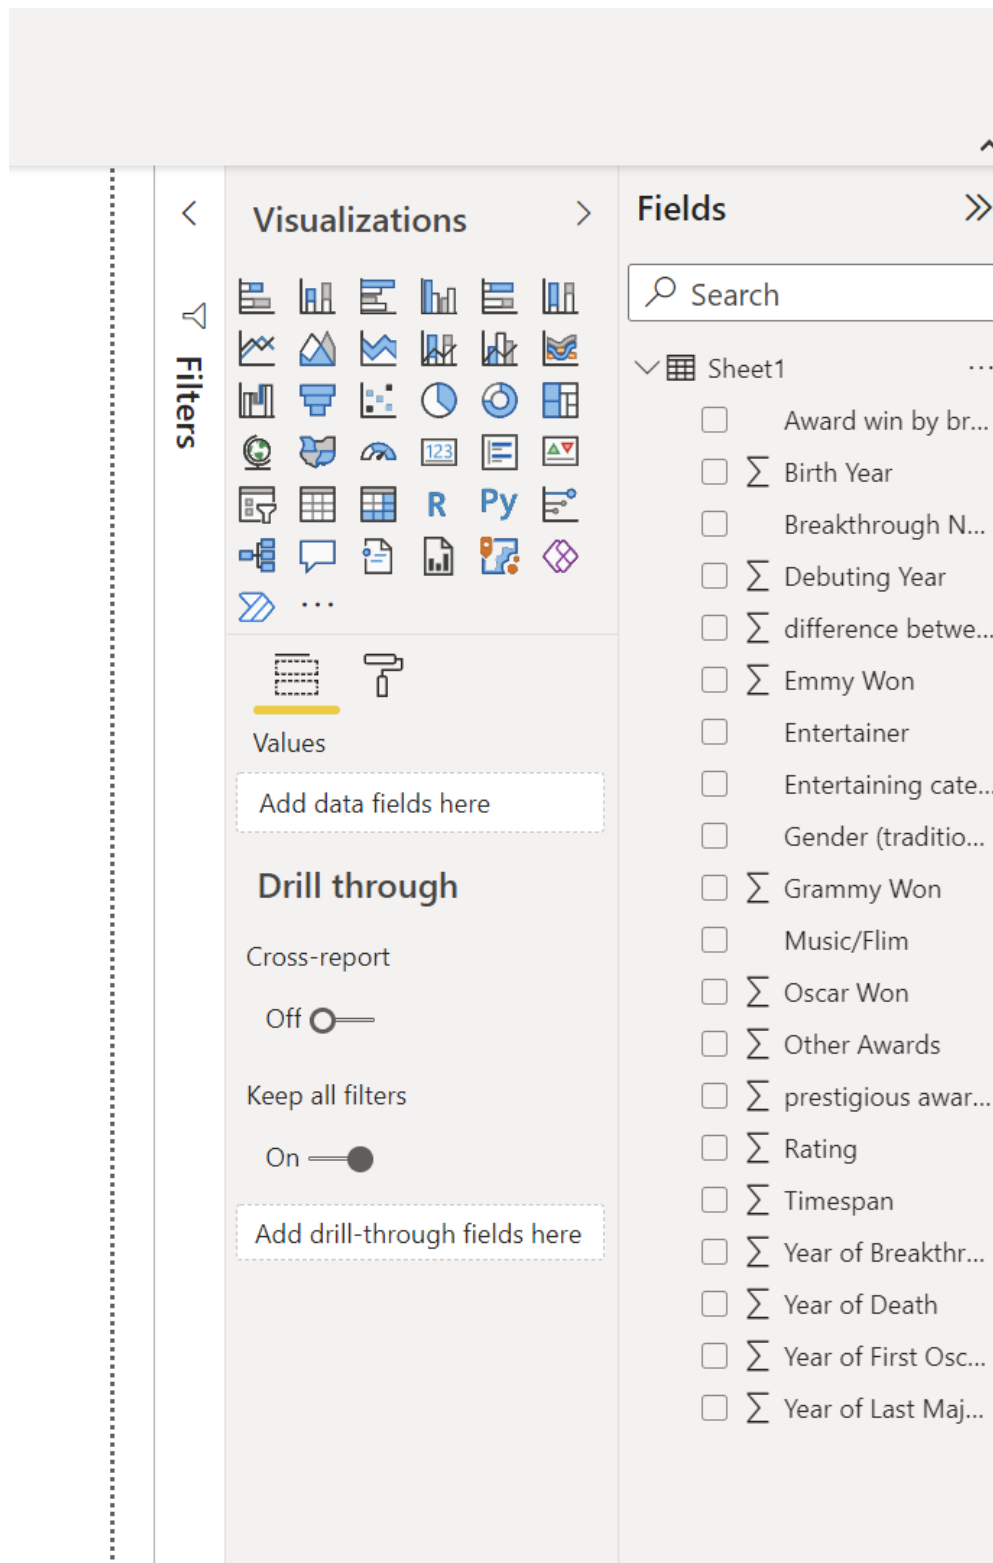 Filters
Visualizations
123
R
Py
...
Values
Add data fields here
Drill through
Cross-report
Off
Keep all filters
On
Add drill-through fields here
Fields
Search
Sheet1
...
Award win by br...
∑ Birth Year
Breakthrough N...
∑ Debuting Year
∑ difference betwe...
∑ Emmy Won
Entertainer
Entertaining cate...
Gender (traditio...
∑ Grammy Won
Music/Flim
∑ Oscar Won
∑ Other Awards
∑ prestigious awar...
∑ Rating
∑ Timespan
∑ Year of Breakthr...
∑ Year of Death
∑ Year of First Osc...
∑ Year of Last Maj...